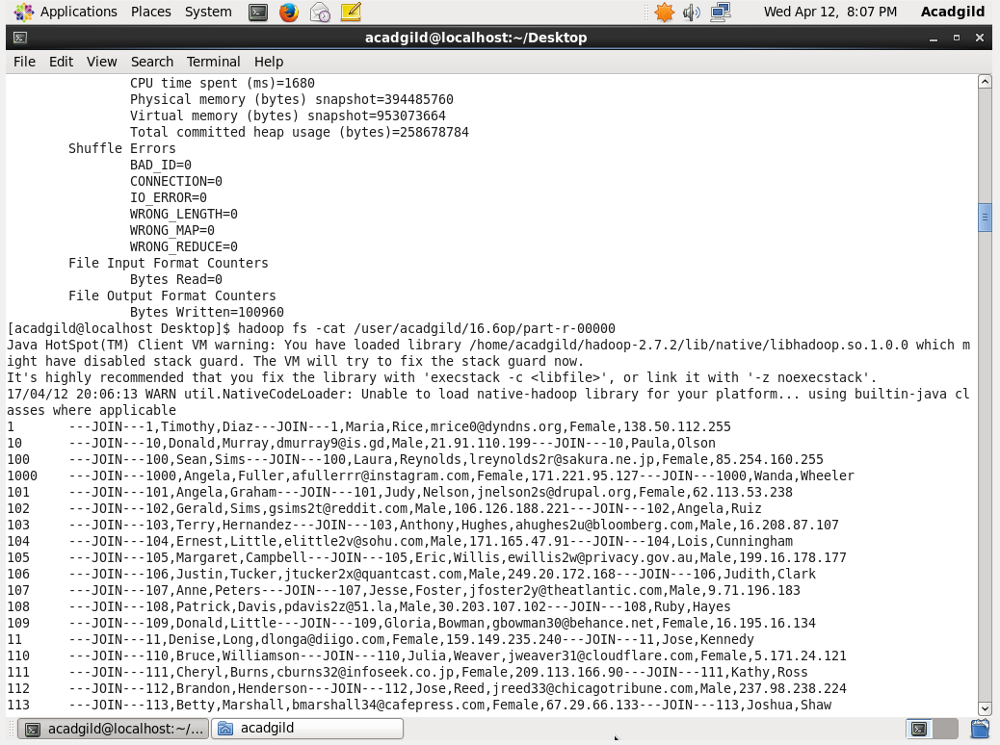 Applications Places System Wed Apr 12, 8:07 PM Acadgild
acadgild@localhost:~/Desktop
File Edit View Search Terminal Help
CPU time spent (ms)=1680
Physical memory (bytes) snapshot=394485760
Virtual memory (bytes) snapshot=953073664
Total committed heap usage (bytes)=258678784
Shuffle Errors
BAD_ID=0
CONNECTION=0
IO_ERROR=0
WRONG_LENGTH=0
WRONG_MAP=0
WRONG_REDUCE=0
File Input Format Counters
Bytes Read=0
File Output Format Counters
Bytes Written=100960
[acadgild@localhost Desktop]$ hadoop fs -cat /user/acadgild/16.6op/part-r-00000
Java HotSpot(TM) Client VM warning: You have loaded library /home/acadgild/hadoop-2.7.2/lib/native/libhadoop.so.1.0.0 which m
ight have disabled stack guard. The VM will try to fix the stack guard now.
It's highly recommended that you fix the library with 'execstack -c <libfile>', or link it with '-z noexecstack'.
17/04/12 20:06:13 WARN util.NativeCodeLoader: Unable to load native-hadoop library for your platform... using builtin-java cl
asses where applicable
1 ---JOIN---1,Timothy,Diaz---JOIN---1,Maria,Rice,mrice0@dyndns.org,Female,138.50.112.255
10 ---JOIN---10,Donald,Murray,dmurray9@is.gd,Male,21.91.110.199---JOIN---10,Paula,Olson
100 ---JOIN---100,Sean,Sims---JOIN---100,Laura,Reynolds,lreynolds2r@sakura.ne.jp,Female,85.254.160.255
1000 ---JOIN---1000,Angela,Fuller,afullerrr@instagram.com,Female,171.221.95.127---JOIN---1000,Wanda,Wheeler
101 ---JOIN---101,Angela,Graham---JOIN---101,Judy,Nelson,jnelson2s@drupal.org,Female,62.113.53.238
102 ---JOIN---102,Gerald,Sims,gsims2t@reddit.com,Male,106.126.188.221---JOIN---102,Angela,Ruiz
103 ---JOIN---103,Terry,Hernandez---JOIN---103,Anthony,Hughes,ahughes2u@bloomberg.com,Male,16.208.87.107
104 ---JOIN---104,Ernest,Little,elittle2v@sohu.com,Male,171.165.47.91---JOIN---104,Lois,Cunningham
105 ---JOIN---105,Margaret,Campbell---JOIN---105,Eric,Willis,ewillis2w@privacy.gov.au,Male,199.16.178.177
106 ---JOIN---106,Justin,Tucker,jtucker2x@quantcast.com,Male,249.20.172.168---JOIN---106,Judith,Clark
107 ---JOIN---107,Anne,Peters---JOIN---107,Jesse,Foster,jfoster2y@theatlantic.com,Male,9.71.196.183
108 ---JOIN---108,Patrick,Davis,pdavis2z@51.la,Male,30.203.107.102---JOIN---108,Ruby,Hayes
109 ---JOIN---109,Donald,Little---JOIN---109,Gloria,Bowman,gbowman30@behance.net,Female,16.195.16.134
11 ---JOIN---11,Denise,Long,dlonga@diigo.com,Female,159.149.235.240---JOIN---11,Jose,Kennedy
110 ---JOIN---110,Bruce,Williamson---JOIN---110,Julia,Weaver,jweaver31@cloudflare.com,Female,5.171.24.121
111 ---JOIN---111,Cheryl,Burns,cburns32@infoseek.co.jp,Female,209.113.166.90---JOIN---111,Kathy,Ross
112 ---JOIN---112,Brandon,Henderson---JOIN---112,Jose,Reed,jreed33@chicagotribune.com,Male,237.98.238.224
113 ---JOIN---113,Betty,Marshall,bmarshall34@cafepress.com,Female,67.29.66.133---JOIN---113,Joshua,Shaw
acadgild@localhost:~/... acadgild